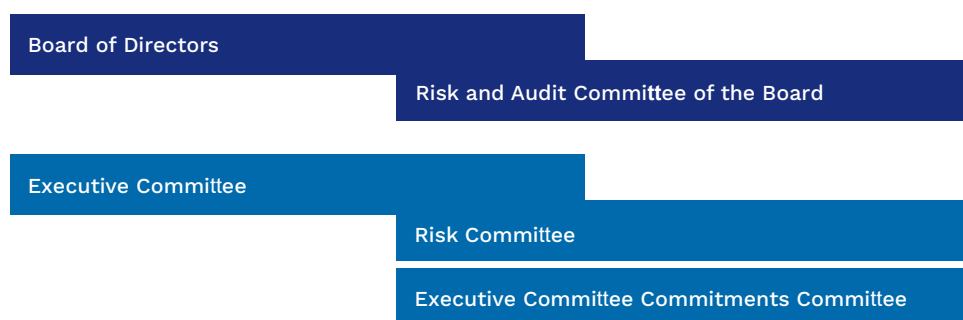 Board of Directors
Risk and Audit Committee of the Board
Executive Committee
Risk Committee
Executive Committee Commitments Committee